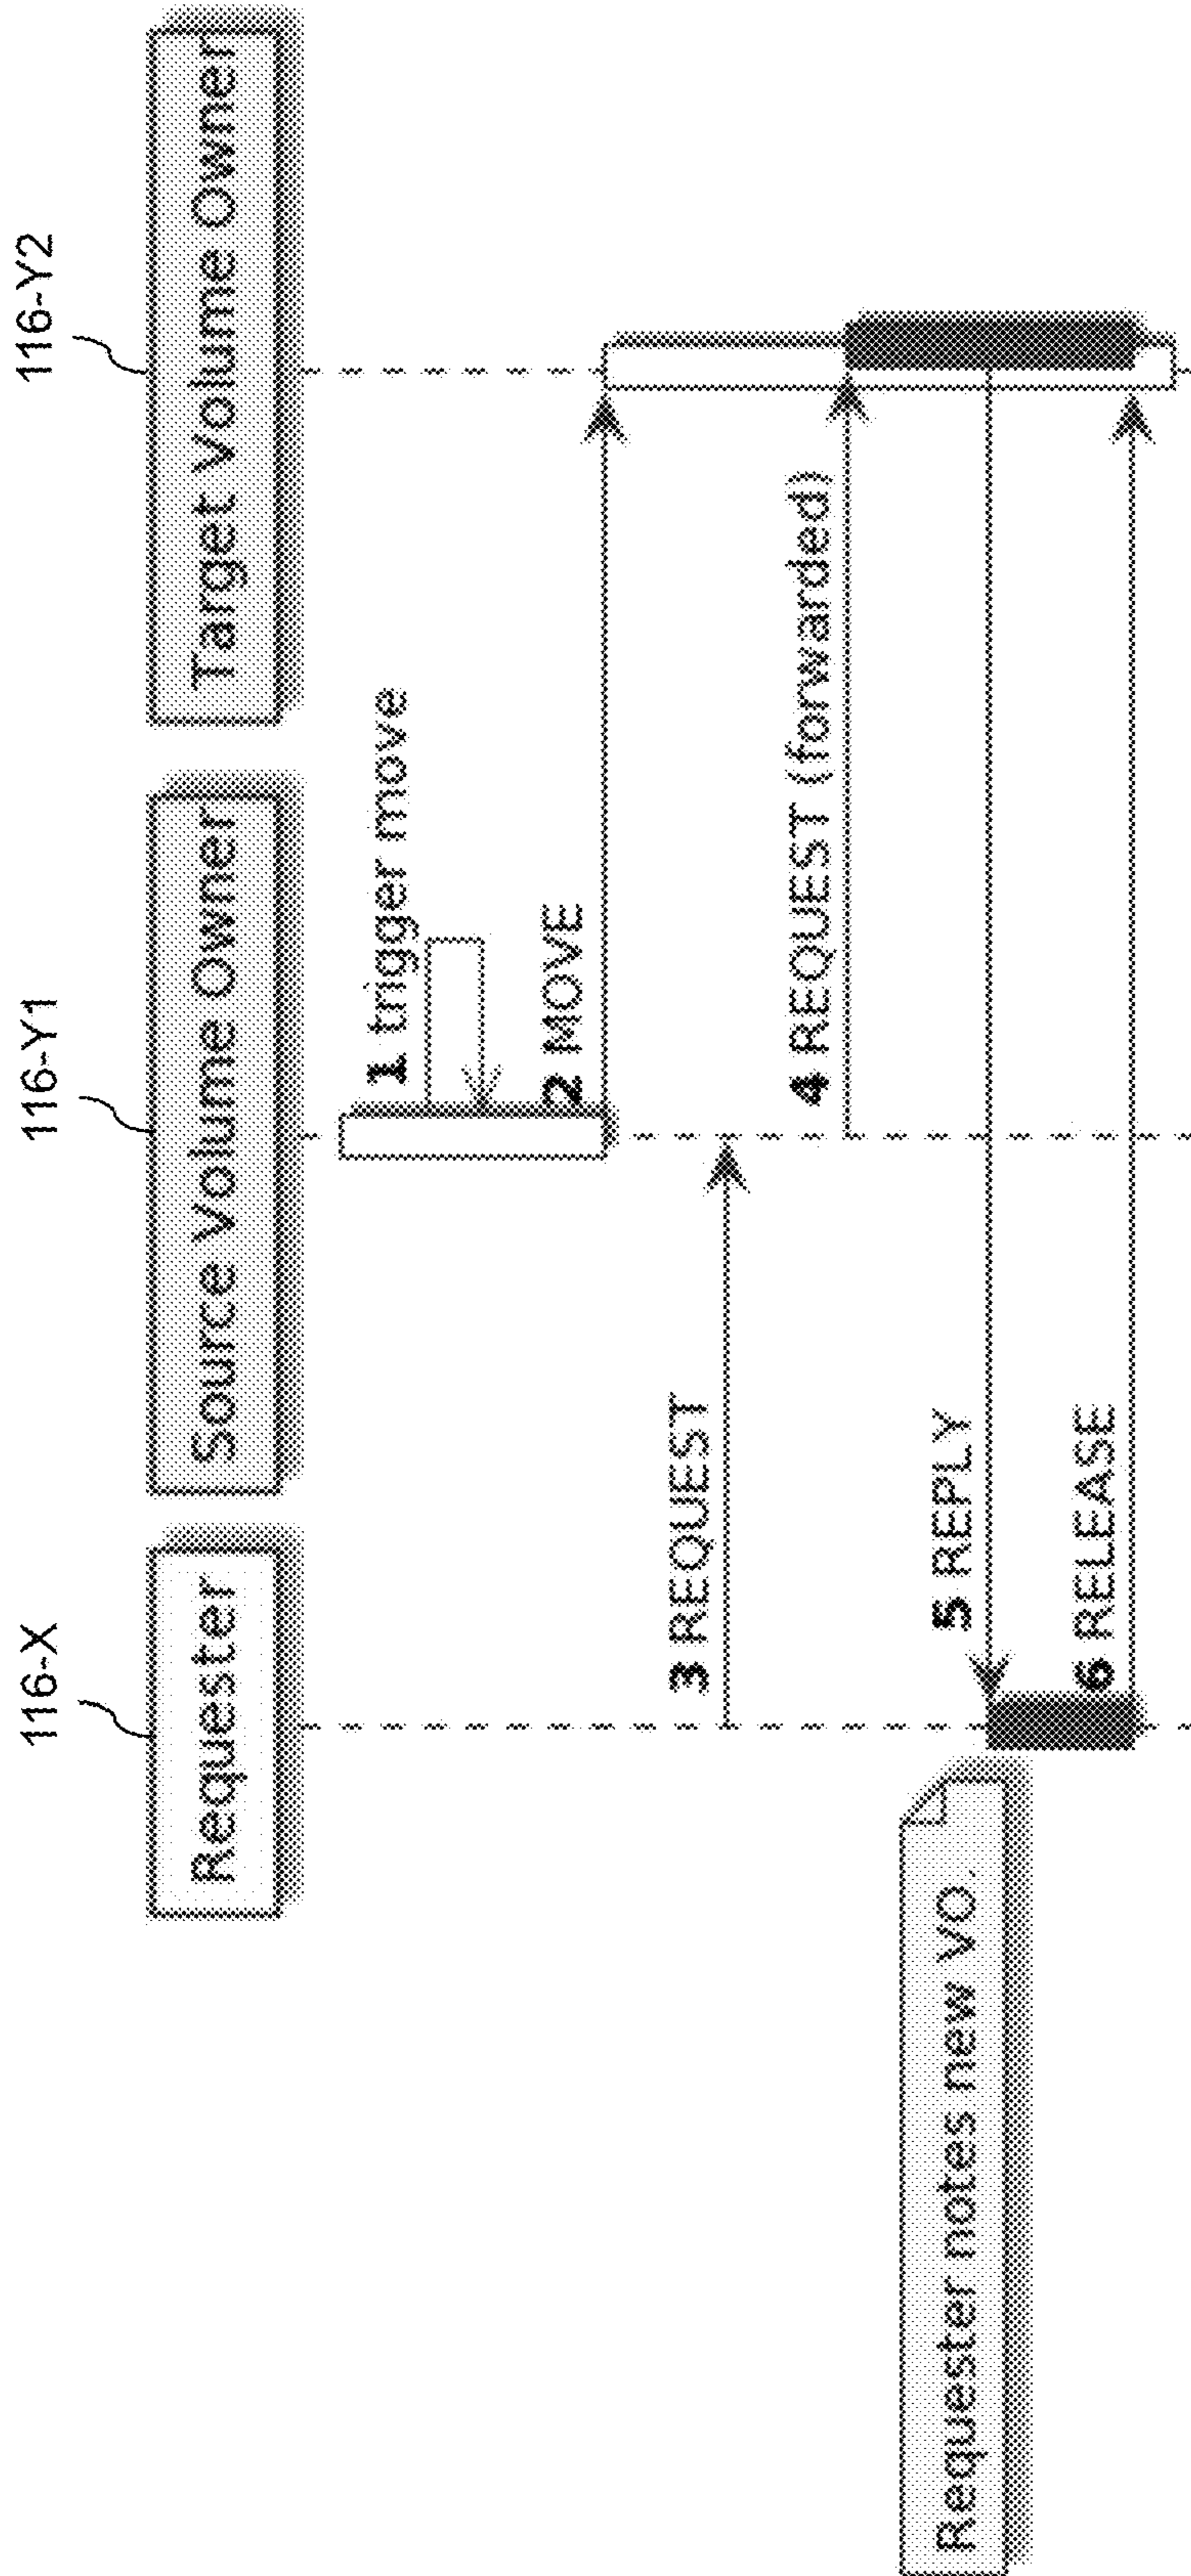 116-X
116-Y1
116-Y2
Requester
Source Volume Owner
Target Volume Owner
1 trigger move
2 MOVE
3 REQUEST
4 REQUEST (forwarded)
Requester notes new VO.
5 REPLY
6 RELEASE